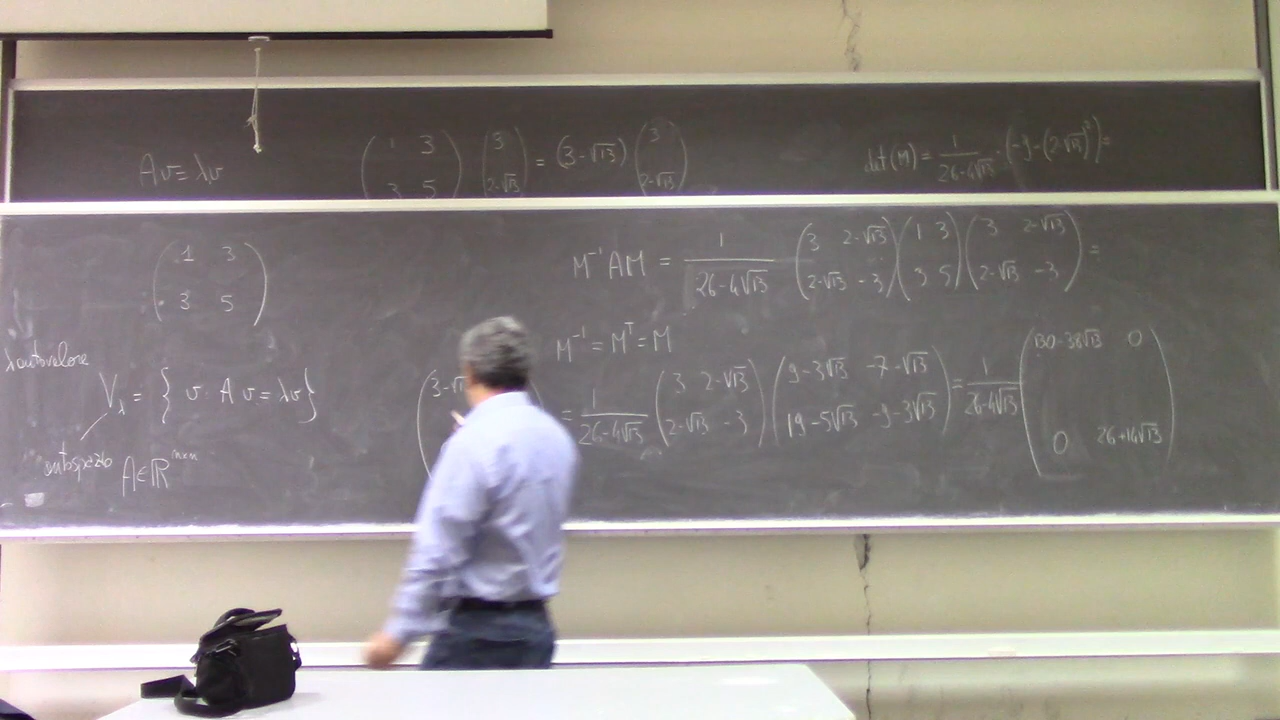 Av = λv
(1 3; 3 5) (3; 2-√13) = (3-√13) (3; 2-√13)
det(M) = 1/(26-4√13) · (-9-(2-√13)²) =
(1 3; 3 5)
M⁻¹AM = 1/(26-4√13) (3 2-√13; 2-√13 -3) (1 3; 3 5) (3 2-√13; 2-√13 -3) =
λ autovalore
M⁻¹ = Mᵀ = M
V_λ = { v · A v = λv }
= 1/(26-4√13) (3 2-√13; 2-√13 -3) (9-3√13 -7-√13; 19-5√13 -9-3√13) = 1/(26-4√13) (130-38√13 0; 0 26+14√13)
autospazio A∈ℝⁿˣⁿ